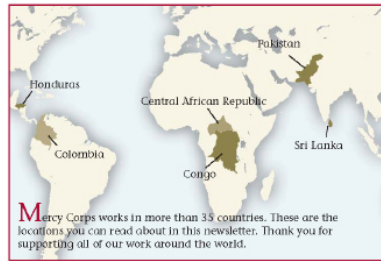 Pakistan
Honduras
Central African Republic
Sri Lanka
Colombia
Congo
Mercy Corps works in more than 35 countries. These are the
locations you can read about in this newsletter. Thank you for
supporting all of our work around the world.